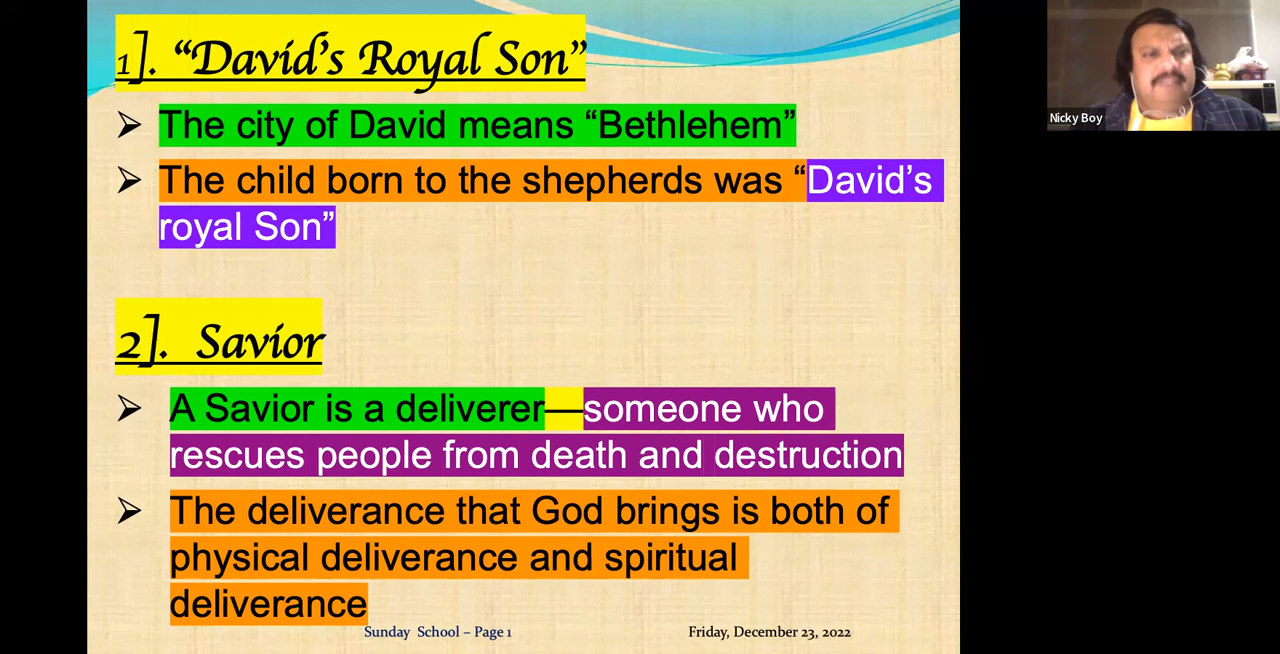 1]. “David’s Royal Son”
➢ The city of David means “Bethlehem”
➢ The child born to the shepherds was “David’s
royal Son”
2]. Savior
➢ A Savior is a deliverer—someone who
rescues people from death and destruction
➢ The deliverance that God brings is both of
physical deliverance and spiritual
deliverance
Sunday School – Page 1
Friday, December 23, 2022
Nicky Boy